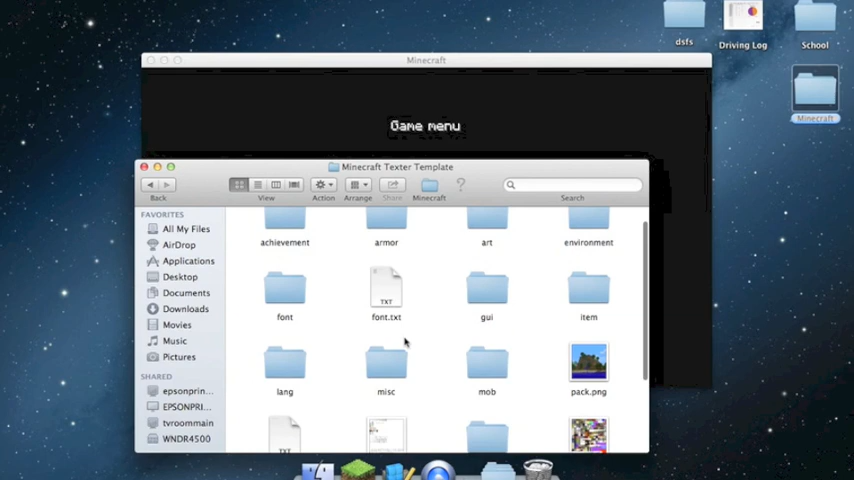 dsfs
Driving Log
School
Minecraft
Minecraft
Game menu
Minecraft Texter Template
Back
View
Action
Arrange
Share
Minecraft
Search
FAVORITES
All My Files
AirDrop
Applications
Desktop
Documents
Downloads
Movies
Music
Pictures
SHARED
epsonprin...
EPSONPRI...
tvroommain
WNDR4500
achievement
armor
art
environment
font
TXT
font.txt
gui
item
lang
misc
mob
pack.png
TXT